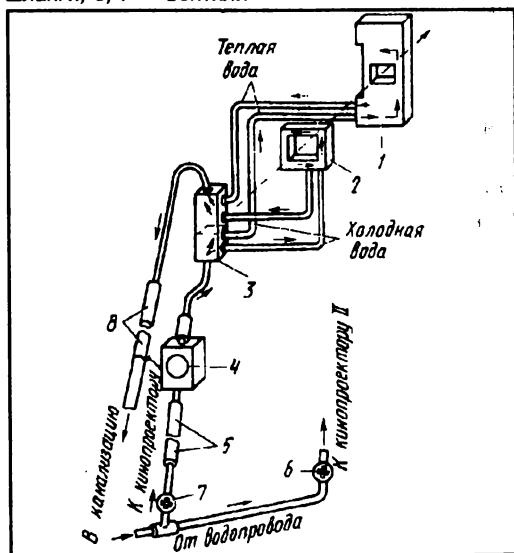 шланги, 6, 7 — вентили
Теплая
вода
1
2
Холодная
вода
3
8
4
К кинопроектору II
5
К кинопроектору
В канализацию
6
7
От водопровода